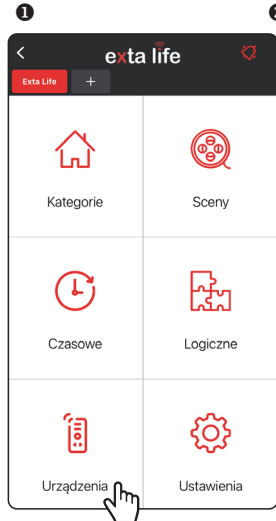 ❶
exta life
Exta Life +
Kategorie Sceny
Czasowe Logiczne
Urządzenia Ustawienia